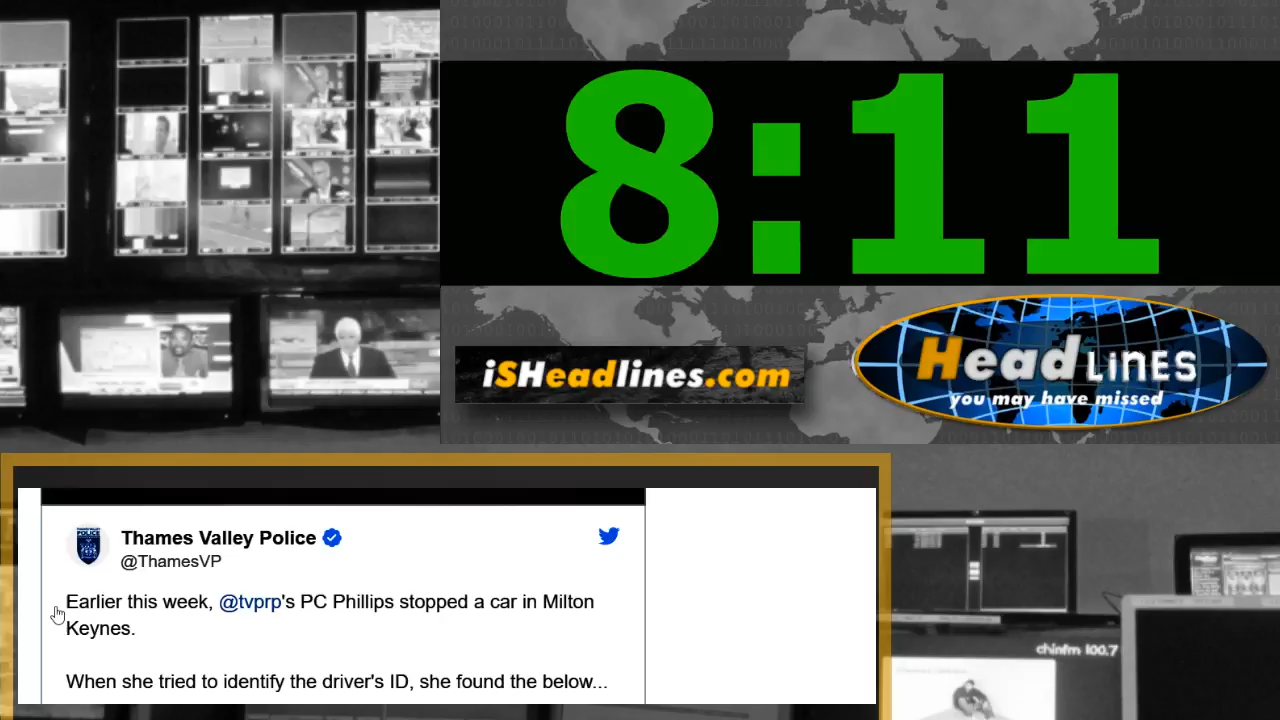 8:11
iSHeadlines.com
HeadLINES
you may have missed
Thames Valley Police
@ThamesVP
Earlier this week, @tvprp's PC Phillips stopped a car in Milton
Keynes.
When she tried to identify the driver's ID, she found the below...
chinfm 100.7